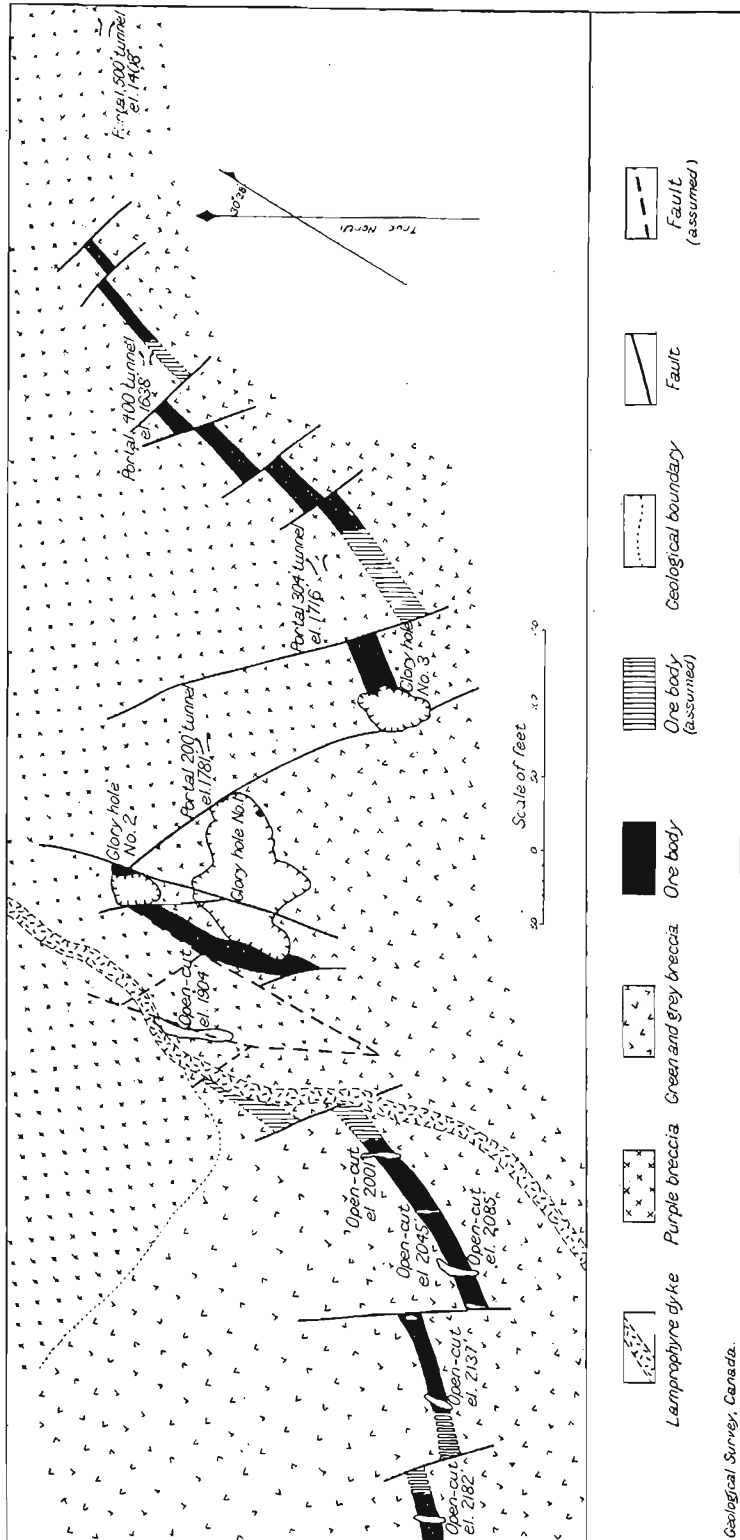 Portal 500 tunnel
el. 1408'
30°38'
True North
Portal 400 tunnel
el. 1638'
Portal 304 tunnel
el. 1716'
Glory hole
No. 3
Portal 200 tunnel
el. 1781'
Glory hole No. 1
Glory hole
No. 2
Open-cut
el. 1904'
Open-cut
el. 2001'
Open-cut
el. 2045'
Open-cut
el. 2085'
Open-cut
el. 2137'
Open-cut
el. 2182'
Scale of feet
50 0 50
Lamprophyre dyke
Purple breccia
Green and grey breccia
Ore body
Ore body
(assumed)
Geological boundary
Fault
Fault
(assumed)
Geological Survey, Canada.